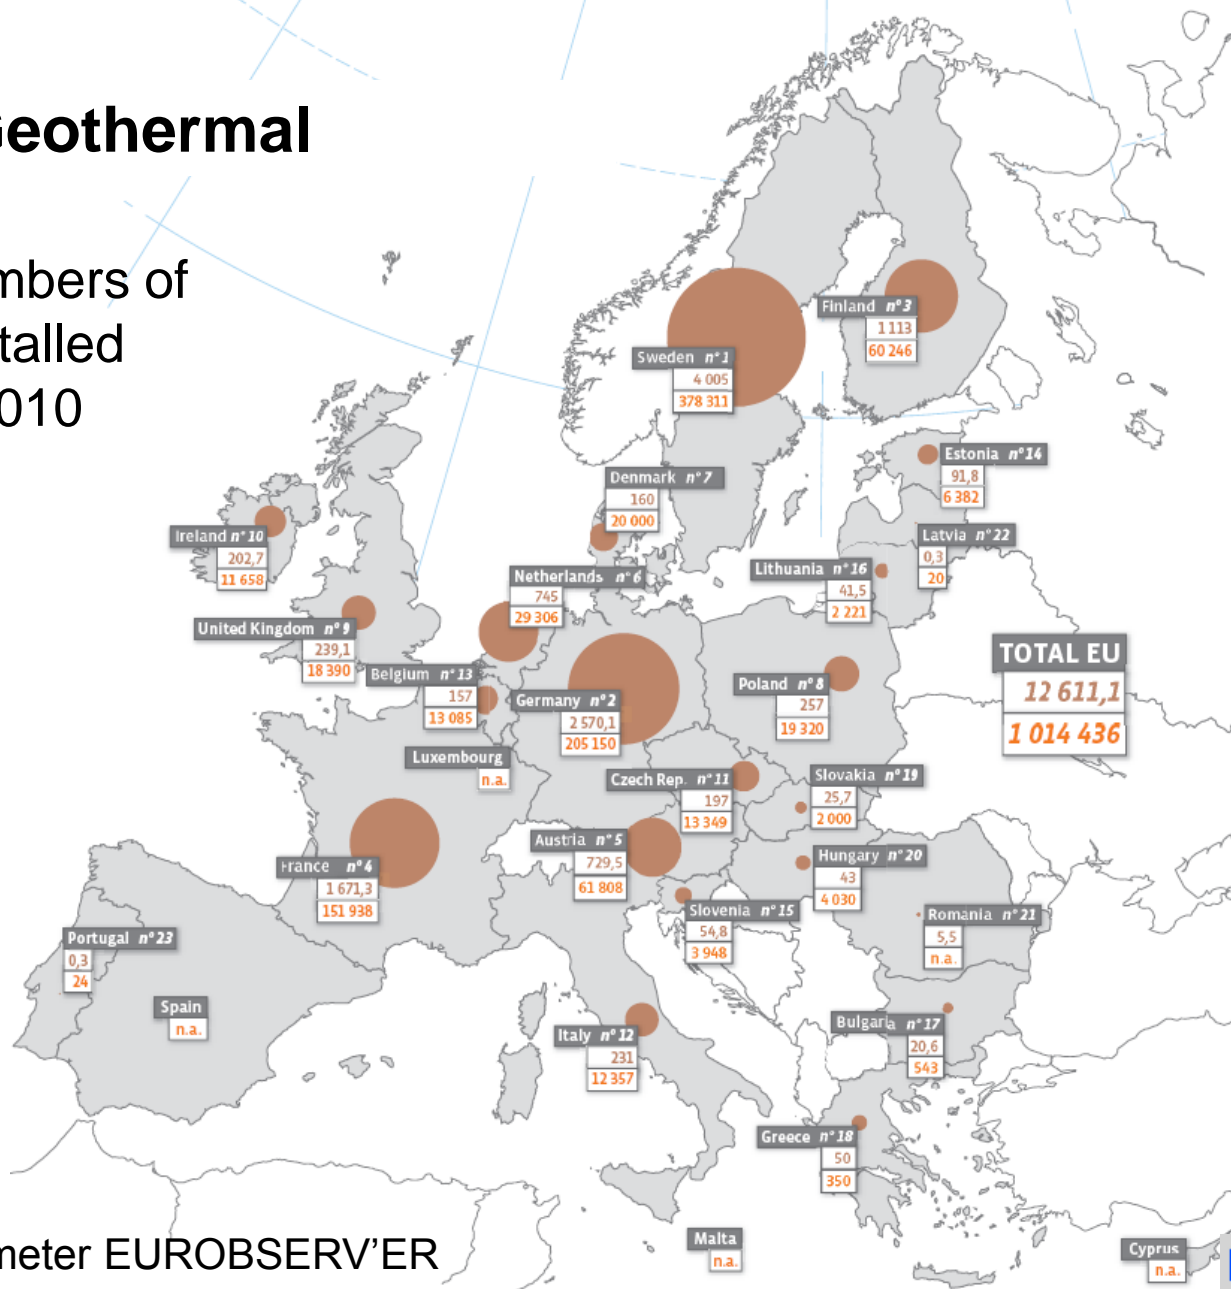 eothermal
mbers of
talled
010
Finland n°3
1 113
60 246
Sweden n°1
4 005
378 311
Estonia n°14
91,8
6 382
Denmark n°7
160
20 000
Latvia n°22
0,3
20
Ireland n°10
202,7
11 658
Lithuania n°16
41,5
2 221
Netherlands n°6
745
29 306
United Kingdom n°9
239,1
18 390
TOTAL EU
12 611,1
1 014 436
Belgium n°13
157
13 085
Germany n°2
2 570,1
205 150
Poland n°8
257
19 320
Luxembourg
n.a.
Czech Rep. n°11
197
13 349
Slovakia n°19
25,7
2 000
Austria n°5
729,5
61 808
France n°4
1 671,3
151 938
Hungary n°20
43
4 030
Slovenia n°15
54,8
3 948
Romania n°21
5,5
n.a.
Portugal n°23
0,3
24
Spain
n.a.
Italy n°12
231
12 357
Bulgaria n°17
20,6
543
Greece n°18
50
350
Malta
n.a.
Cyprus
n.a.
meter EUROBSERV'ER